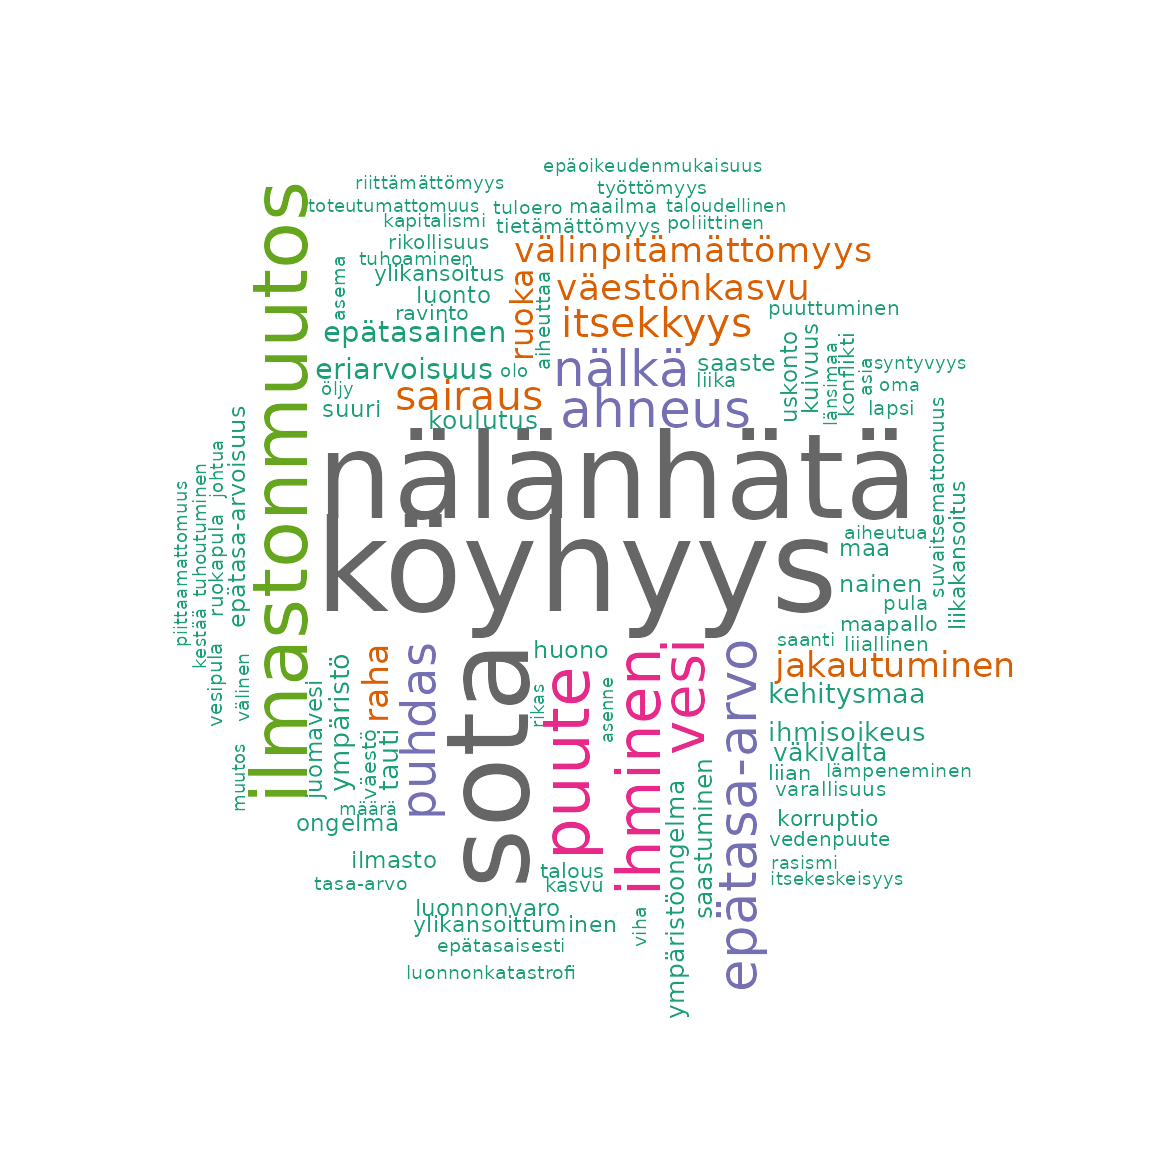 epäoikeudenmukaisuus
riittämättömyys
työttömyys
toteutumattomuus
tuloero
maailma
taloudellinen
kapitalismi
tietämättömyys
poliittinen
rikollisuus
välinpitämättömyys
tuhoaminen
ylikansoitus
asema
ruoka
aiheuttaa
väestönkasvu
luonto
ravinto
puuttuminen
epätasainen
itsekkyys
ilmastonmuutos
eriarvoisuus
olo
nälkä
saaste
liika
uskonto
kuivuus
länsimaa
konflikti
asia
syntyvyys
oma
öljy
sairaus
suuri
koulutus
ahneus
lapsi
nälänhätä
köyhyys
piittaamattomuus
tuhoutuminen
kestää
johtua
ruokapula
epätasa-arvoisuus
suvaitsemattomuus
liikakansoitus
aiheutua
maa
nainen
pula
maapallo
saanti
liiallinen
jakautuminen
kehitysmaa
vesipula
välinen
muutos
juomavesi
ympäristö
raha
väestö
tauti
puhdas
sota
huono
rikas
puute
asenne
ihminen
vesi
epätasa-arvo
ihmisoikeus
väkivalta
liian
lämpeneminen
varallisuus
määrä
ongelma
korruptio
vedenpuute
ilmasto
rasismi
tasa-arvo
talous
kasvu
itsekeskeisyys
ympäristöongelma
saastuminen
luonnonvaro
ylikansoittuminen
viha
epätasaisesti
luonnonkatastrofi